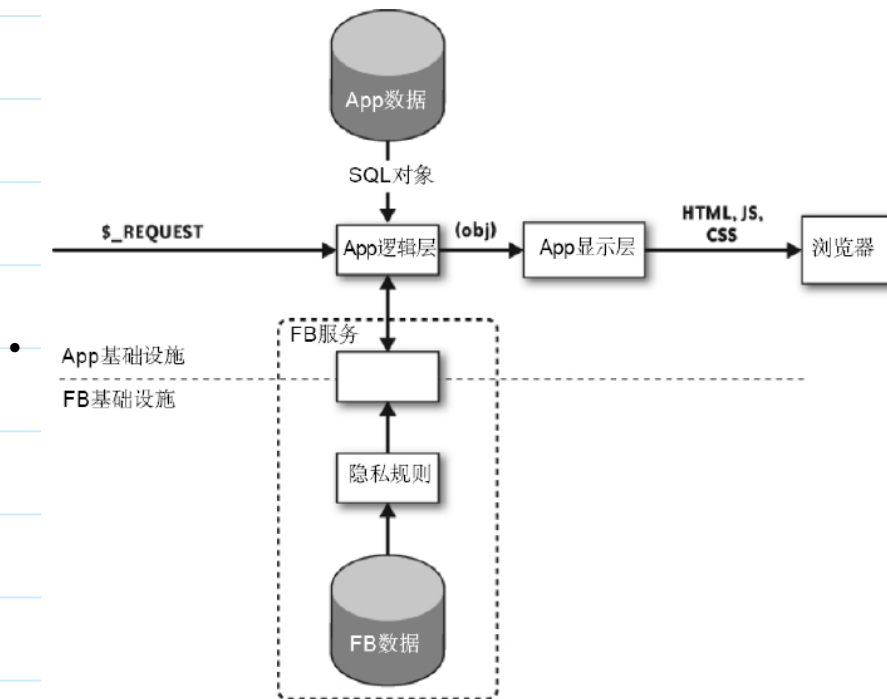 App数据
SQL对象
$_REQUEST
App逻辑层
(obj)
App显示层
HTML, JS,
CSS
浏览器
FB服务
App基础设施
FB基础设施
隐私规则
FB数据